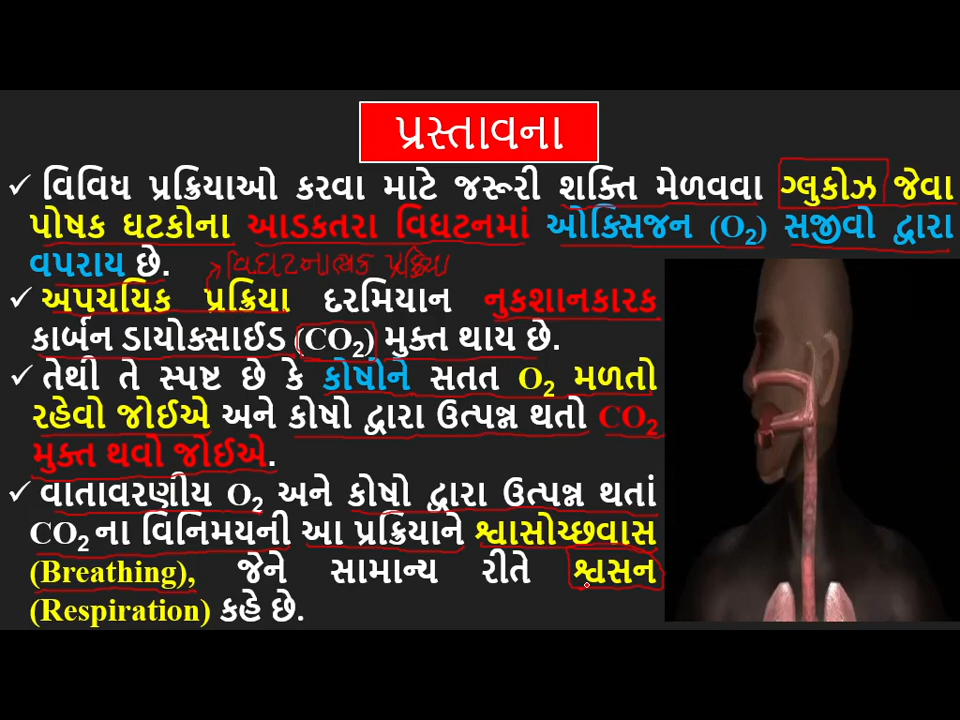 પ્રસ્તાવના
✓ વિવિધ પ્રક્રિયાઓ કરવા માટે જરૂરી શક્તિ મેળવવા ગ્લુકોઝ જેવા
પોષક ઘટકોના આડકતરા વિઘટનમાં ઓક્સિજન (O₂) સજીવો દ્વારા
વપરાય છે.
વિઘટનાત્મક પ્રક્રિયા
✓ અપચયિક પ્રક્રિયા દરમિયાન નુકશાનકારક
કાર્બન ડાયોક્સાઈડ (CO₂) મુક્ત થાય છે.
✓ તેથી તે સ્પષ્ટ છે કે કોષોને સતત O₂ મળતો
રહેવો જોઈએ અને કોષો દ્વારા ઉત્પન્ન થતો CO₂
મુક્ત થવો જોઈએ.
✓ વાતાવરણીય O₂ અને કોષો દ્વારા ઉત્પન્ન થતાં
CO₂ ના વિનિમયની આ પ્રક્રિયાને શ્વાસોચ્છવાસ
(Breathing), જેને સામાન્ય રીતે શ્વસન
(Respiration) કહે છે.